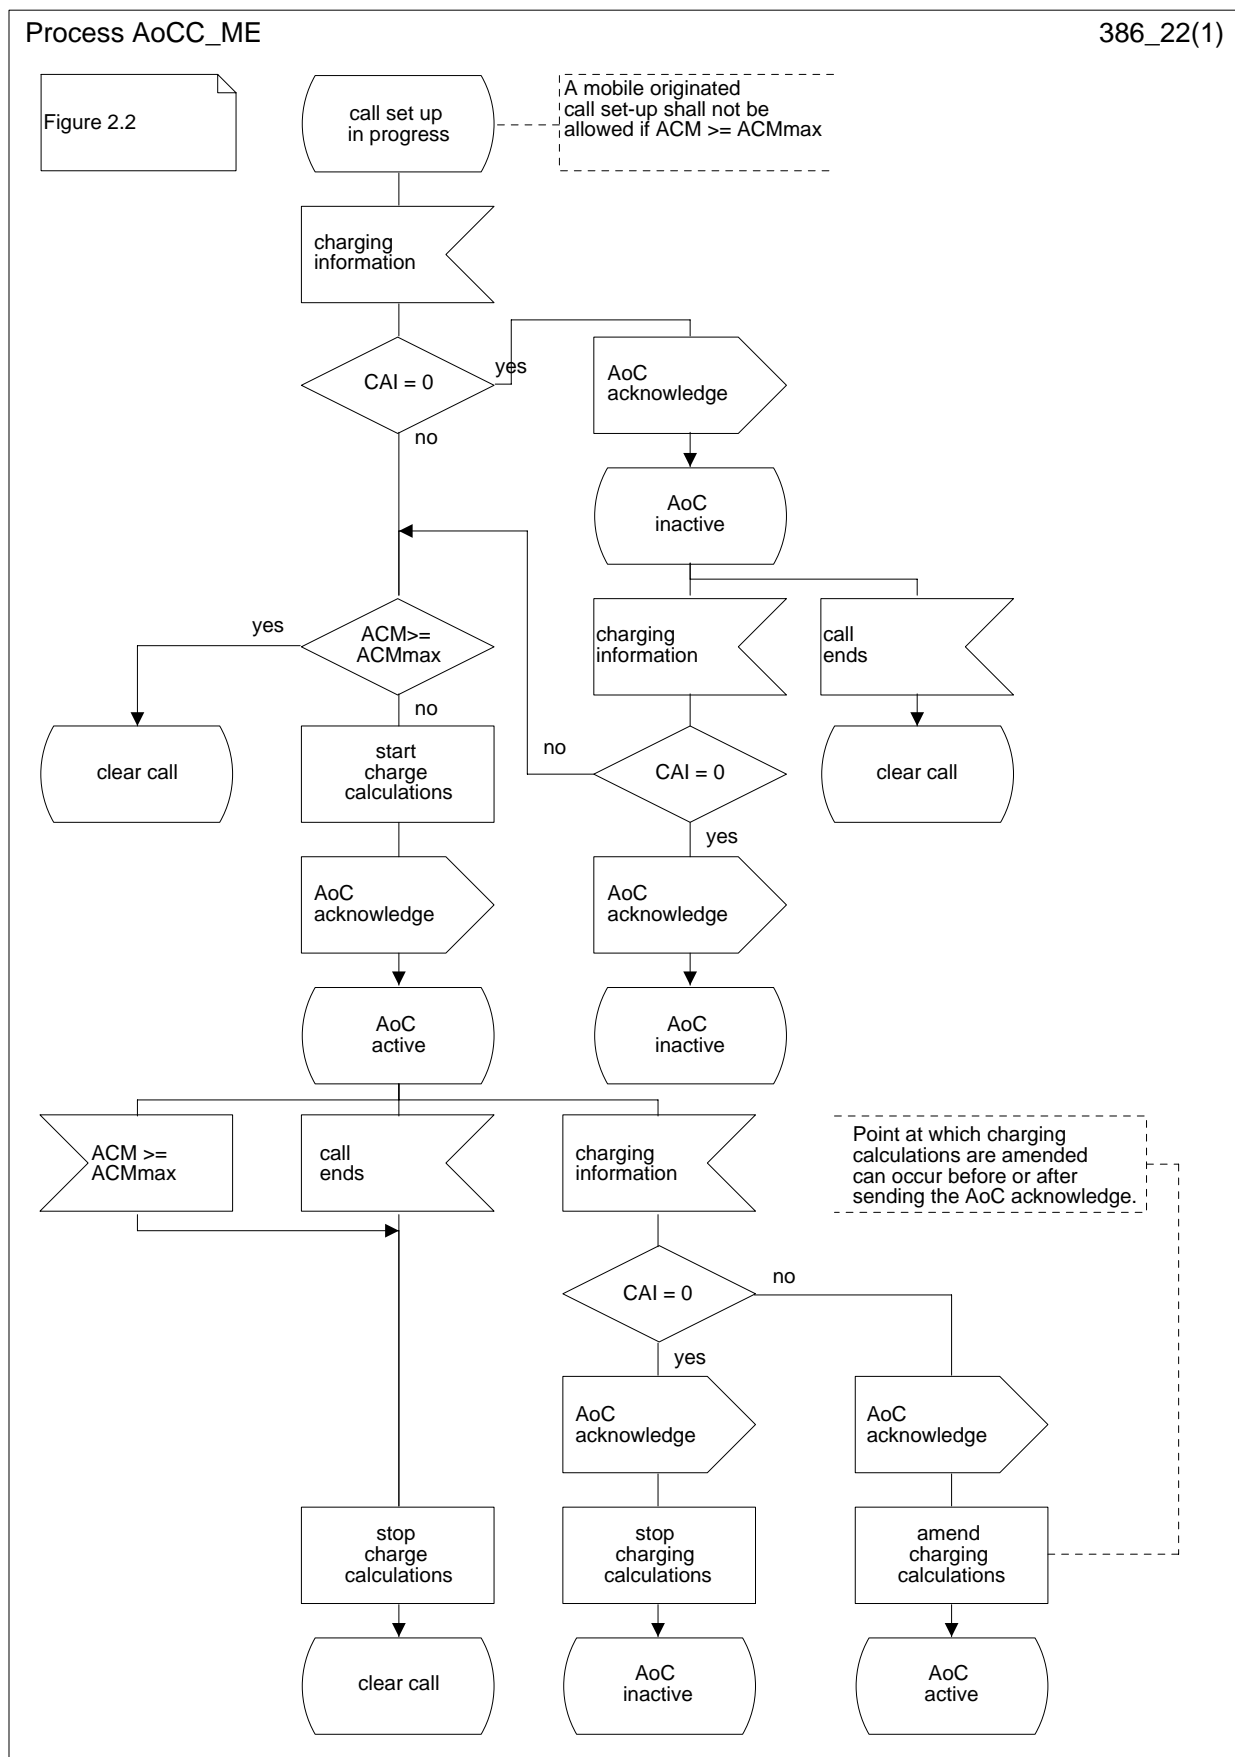 Process AoCC_ME
386_22(1)
Figure 2.2
call set up
in progress
A mobile originated
call set-up shall not be
allowed if ACM >= ACMmax
charging
information
CAI = 0
yes
no
AoC
acknowledge
AoC
inactive
yes
ACM>=
ACMmax
no
charging
information
call
ends
clear call
start
charge
calculations
no
CAI = 0
yes
clear call
AoC
acknowledge
AoC
acknowledge
AoC
active
AoC
inactive
ACM >=
ACMmax
call
ends
charging
information
Point at which charging
calculations are amended
can occur before or after
sending the AoC acknowledge.
CAI = 0
no
yes
AoC
acknowledge
AoC
acknowledge
stop
charge
calculations
stop
charging
calculations
amend
charging
calculations
clear call
AoC
inactive
AoC
active